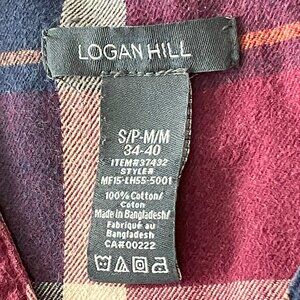 LOGAN HILL
S/P-M/M
34-40
ITEM#37432
STYLE#
MF15-LH55-5001
100% Cotton/
Coton
Made in Bangladesh/
Fabriqué au
Bangladesh
CA#00222